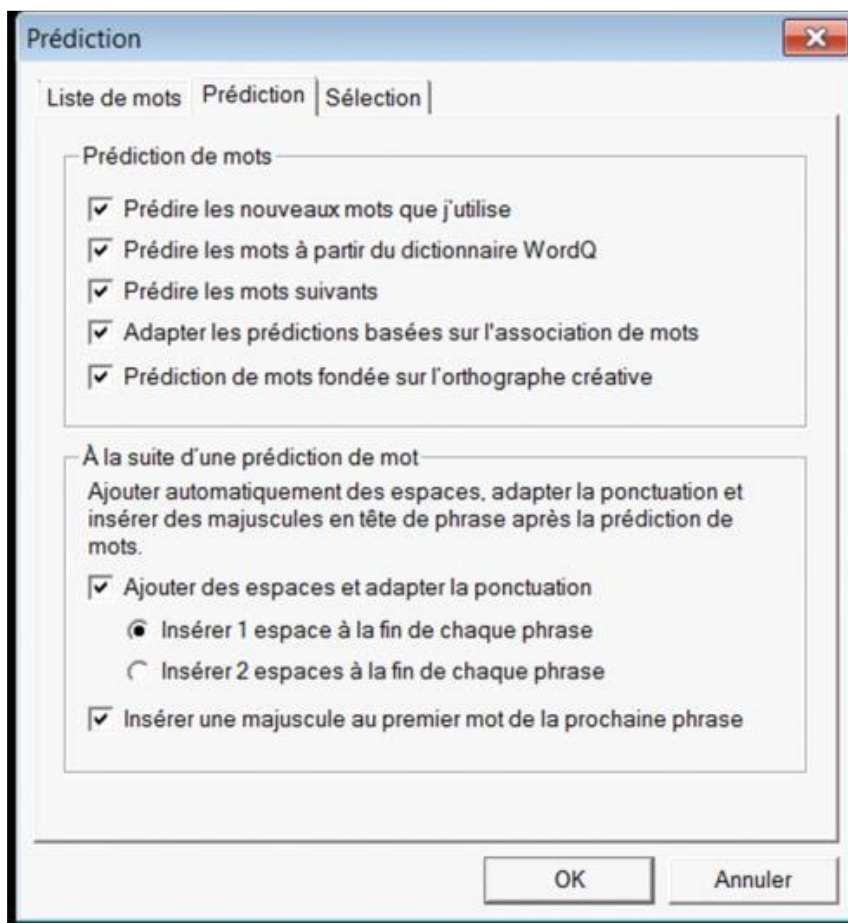 Prédiction
Liste de mots Prédiction Sélection
Prédiction de mots
Prédire les nouveaux mots que j'utilise
Prédire les mots à partir du dictionnaire WordQ
Prédire les mots suivants
Adapter les prédictions basées sur l'association de mots
Prédiction de mots fondée sur l'orthographe créative
À la suite d'une prédiction de mot
Ajouter automatiquement des espaces, adapter la ponctuation et
insérer des majuscules en tête de phrase après la prédiction de
mots.
Ajouter des espaces et adapter la ponctuation
Insérer 1 espace à la fin de chaque phrase
Insérer 2 espaces à la fin de chaque phrase
Insérer une majuscule au premier mot de la prochaine phrase
OK Annuler